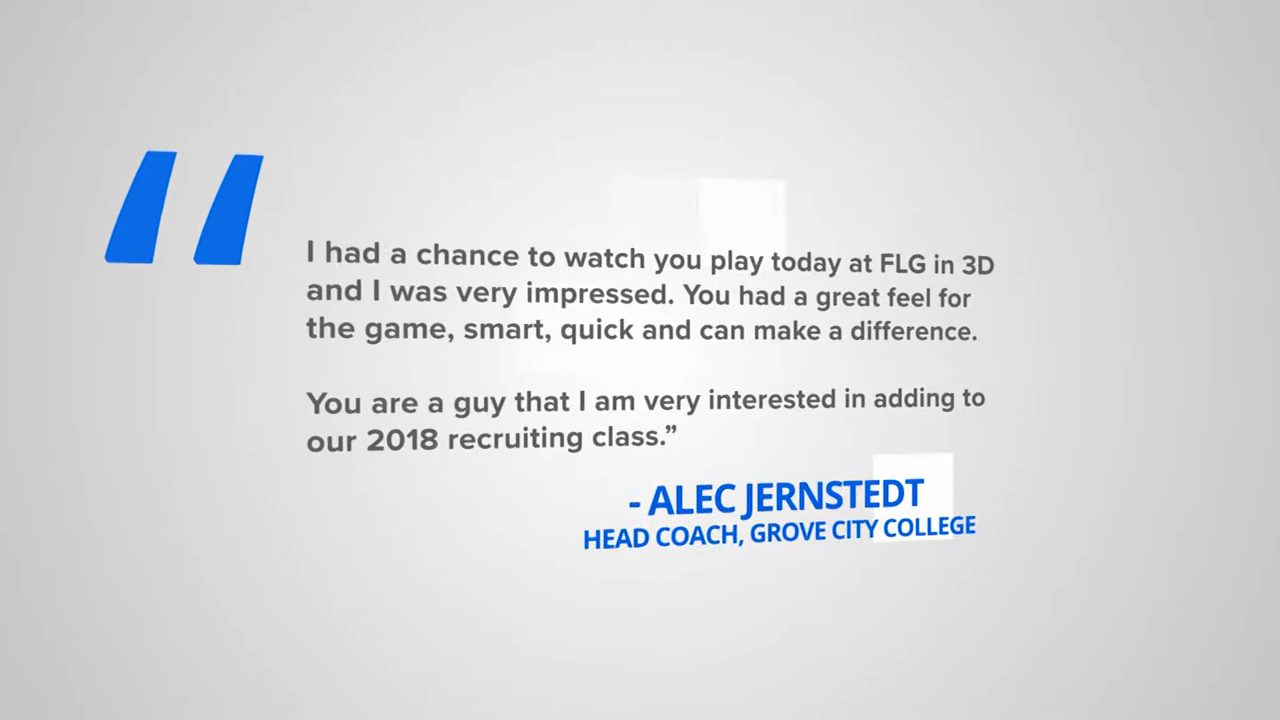 “
I had a chance to watch you play today at FLG in 3D
and I was very impressed. You had a great feel for
the game, smart, quick and can make a difference.
You are a guy that I am very interested in adding to
our 2018 recruiting class.”
- ALEC JERNSTEDT
HEAD COACH, GROVE CITY COLLEGE